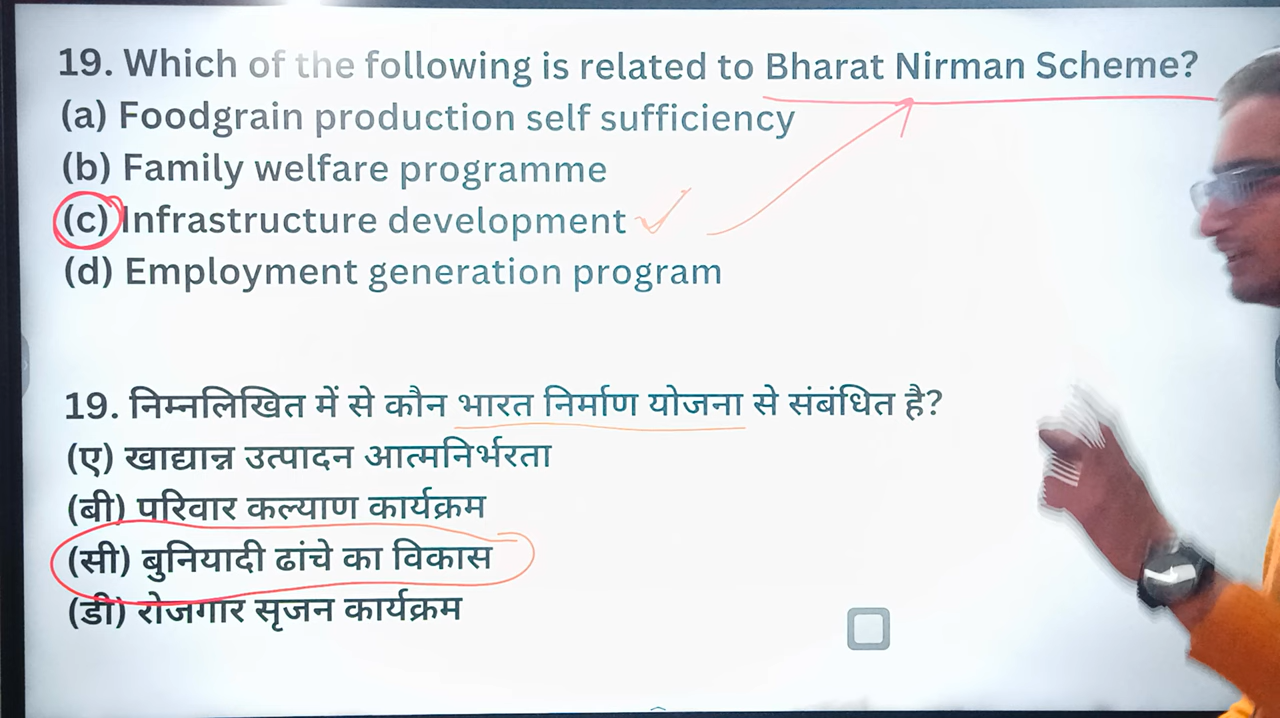 19. Which of the following is related to Bharat Nirman Scheme?
(a) Foodgrain production self sufficiency
(b) Family welfare programme
(c) Infrastructure development
(d) Employment generation program
19. निम्नलिखित में से कौन भारत निर्माण योजना से संबंधित है?
(ए) खाद्यान्न उत्पादन आत्मनिर्भरता
(बी) परिवार कल्याण कार्यक्रम
(सी) बुनियादी ढांचे का विकास
(डी) रोजगार सृजन कार्यक्रम